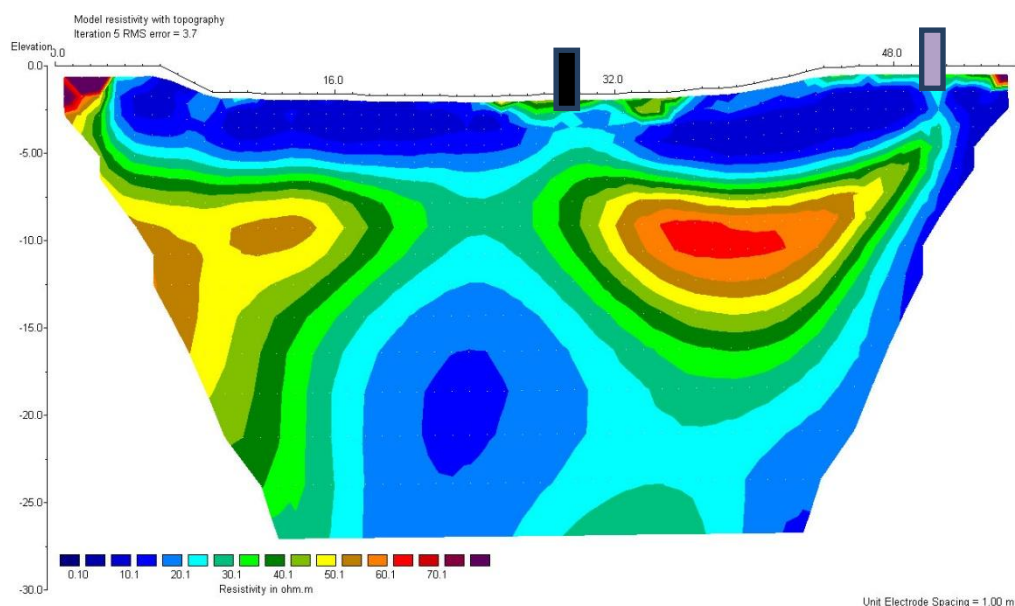 Model resistivity with topography
Iteration 5 RMS error = 3.7
Elevation
0.0
48.0
0.0
16.0
32.0
-5.00
-10.0
-15.0
-20.0
-25.0
0.10 10.1 20.1 30.1 40.1 50.1 60.1 70.1
Resistivity in ohm.m
-30.0
Unit Electrode Spacing = 1.00 m